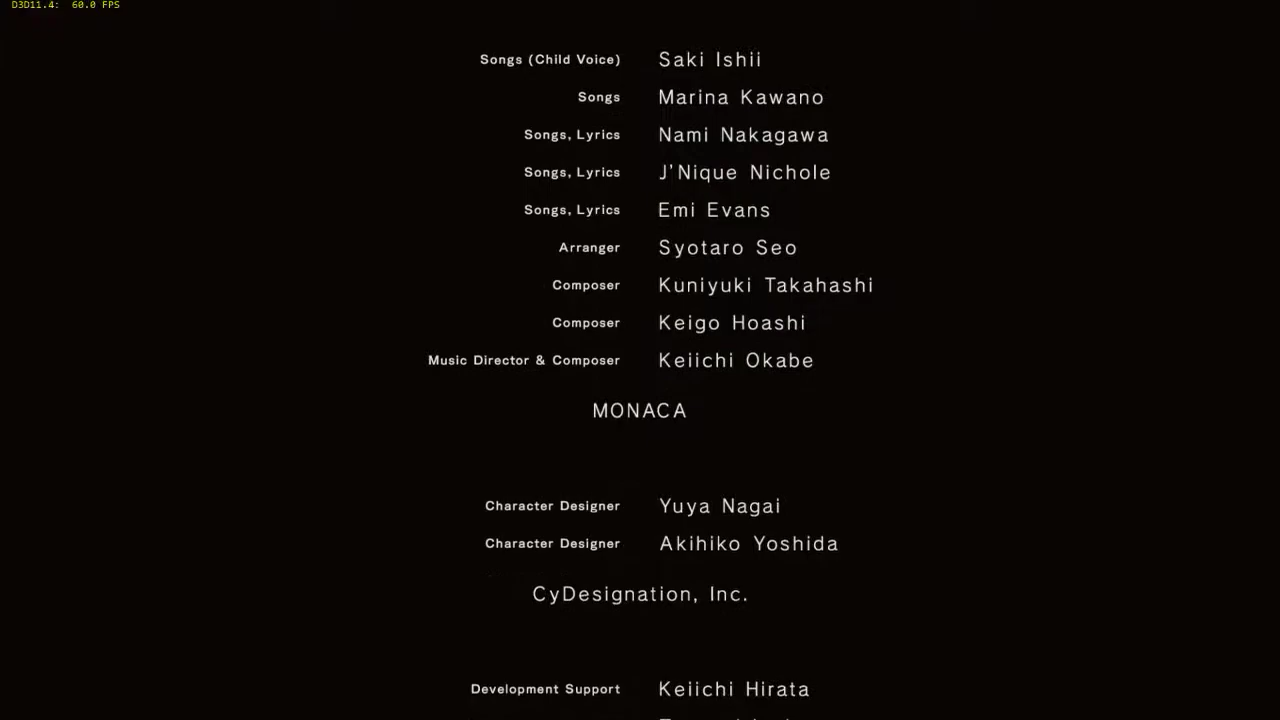 D3D11.4: 60.0 FPS
Songs (Child Voice) Saki Ishii
Songs Marina Kawano
Songs, Lyrics Nami Nakagawa
Songs, Lyrics J'Nique Nichole
Songs, Lyrics Emi Evans
Arranger Syotaro Seo
Composer Kuniyuki Takahashi
Composer Keigo Hoashi
Music Director & Composer Keiichi Okabe
MONACA
Character Designer Yuya Nagai
Character Designer Akihiko Yoshida
CyDesignation, Inc.
Development Support Keiichi Hirata